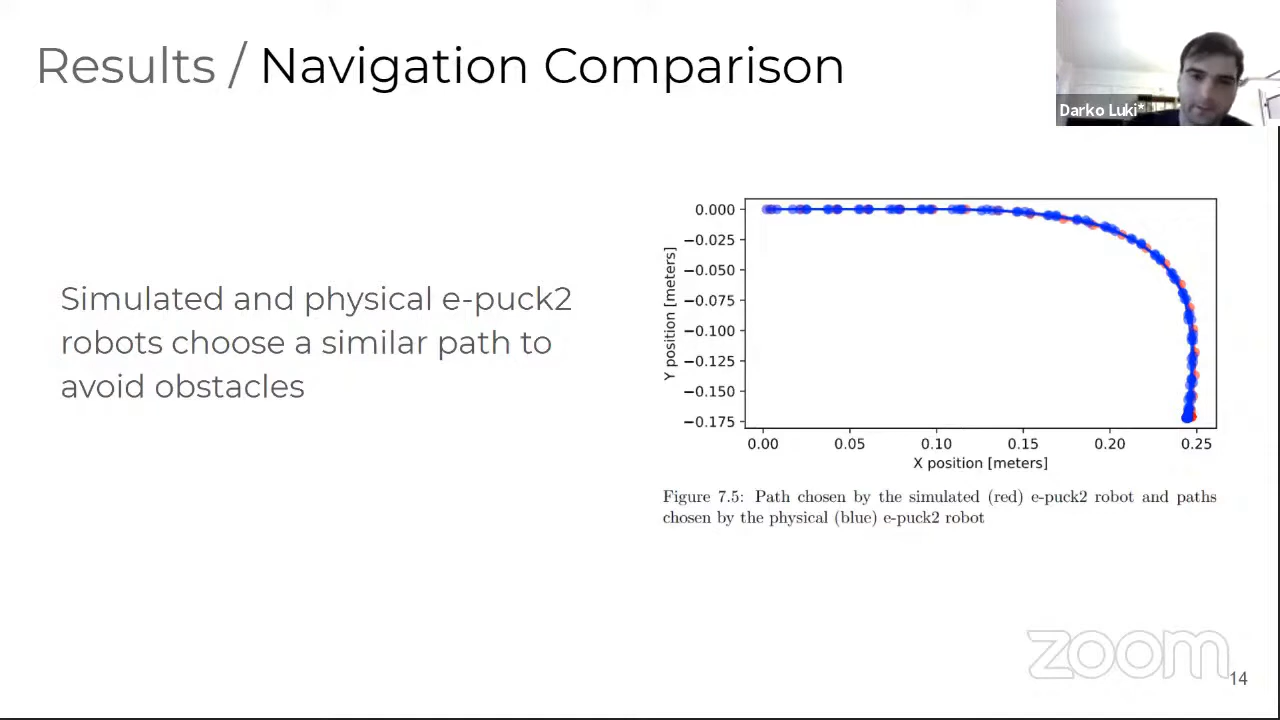 Results / Navigation Comparison
Darko Luki*
Simulated and physical e-puck2
robots choose a similar path to
avoid obstacles
0.000
−0.025
−0.050
−0.075
−0.100
−0.125
−0.150
−0.175
Y position [meters]
0.00 0.05 0.10 0.15 0.20 0.25
X position [meters]
Figure 7.5: Path chosen by the simulated (red) e-puck2 robot and paths
chosen by the physical (blue) e-puck2 robot
zoom
14